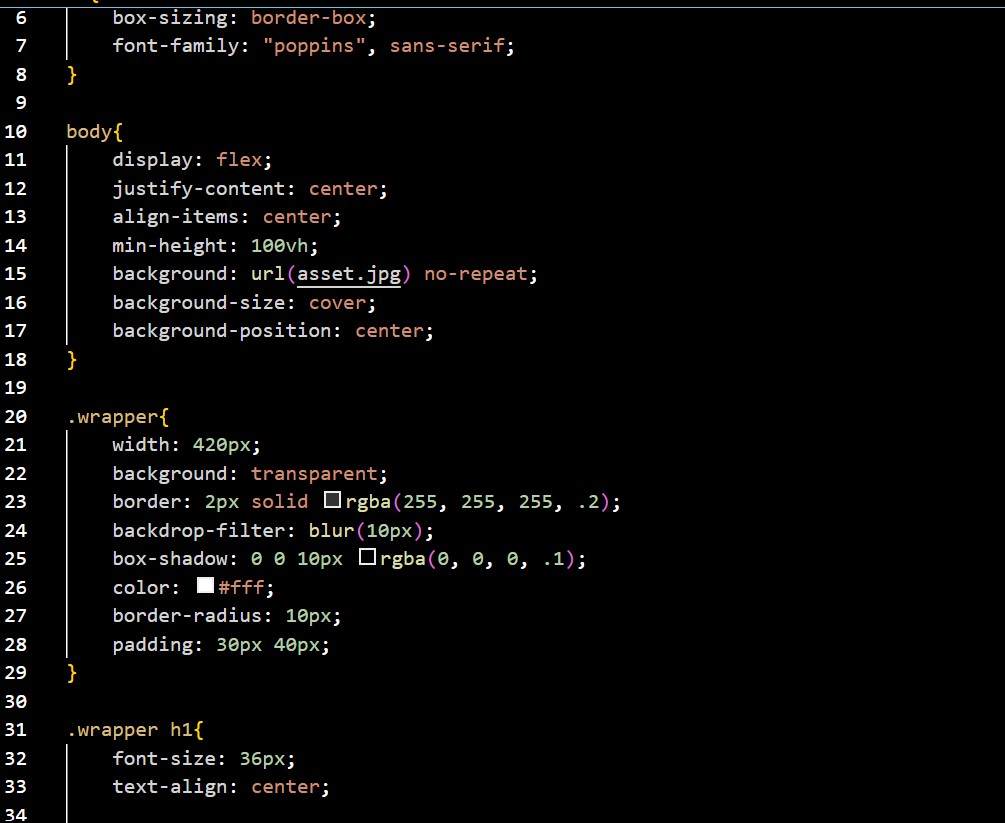 {
6 box-sizing: border-box;
7 font-family: "poppins", sans-serif;
8 }
9
10 body{
11 display: flex;
12 justify-content: center;
13 align-items: center;
14 min-height: 100vh;
15 background: url(asset.jpg) no-repeat;
16 background-size: cover;
17 background-position: center;
18 }
19
20 .wrapper{
21 width: 420px;
22 background: transparent;
23 border: 2px solid rgba(255, 255, 255, .2);
24 backdrop-filter: blur(10px);
25 box-shadow: 0 0 10px rgba(0, 0, 0, .1);
26 color: #fff;
27 border-radius: 10px;
28 padding: 30px 40px;
29 }
30
31 .wrapper h1{
32 font-size: 36px;
33 text-align: center;
34